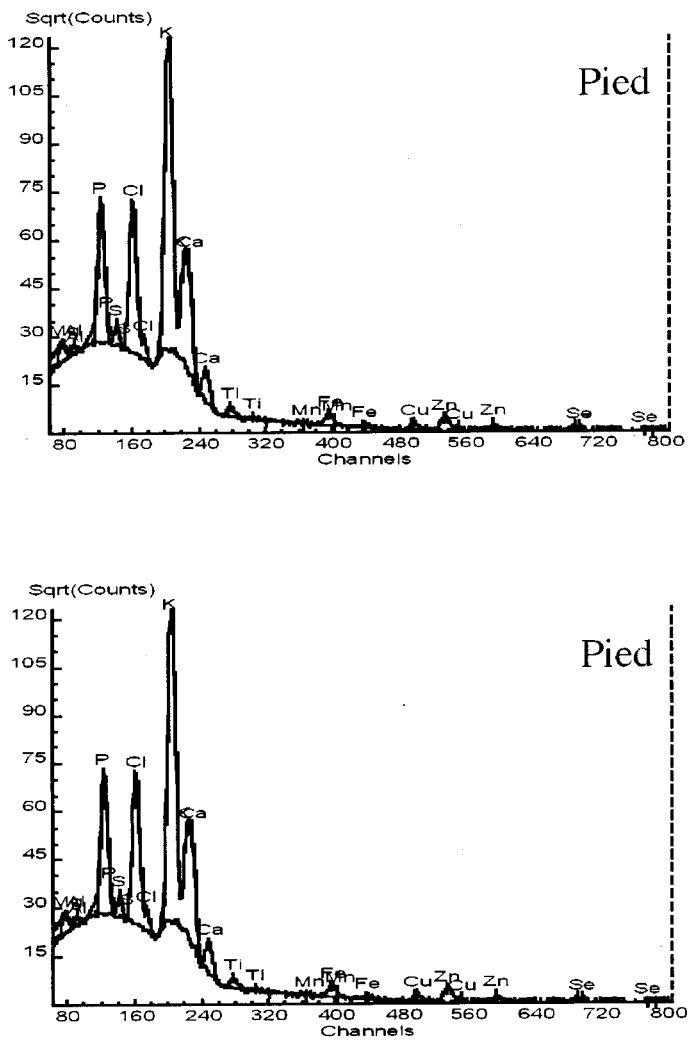 Sqrt(Counts)
120
105
90
75
60
45
30
15
Pied
K
P
Cl
Ca
P
S
Cl
Ca
Ti
Ti
Mn
Fe
Mn
Fe
Cu
Zn
Cu
Zn
Se
Se
80 160 240 320 400 480 560 640 720 800
Channels
Sqrt(Counts)
120
105
90
75
60
45
30
15
Pied
K
P
Cl
Ca
P
S
Cl
Ca
Ti
Ti
Mn
Fe
Mn
Fe
Cu
Zn
Cu
Zn
Se
Se
80 160 240 320 400 480 560 640 720 800
Channels